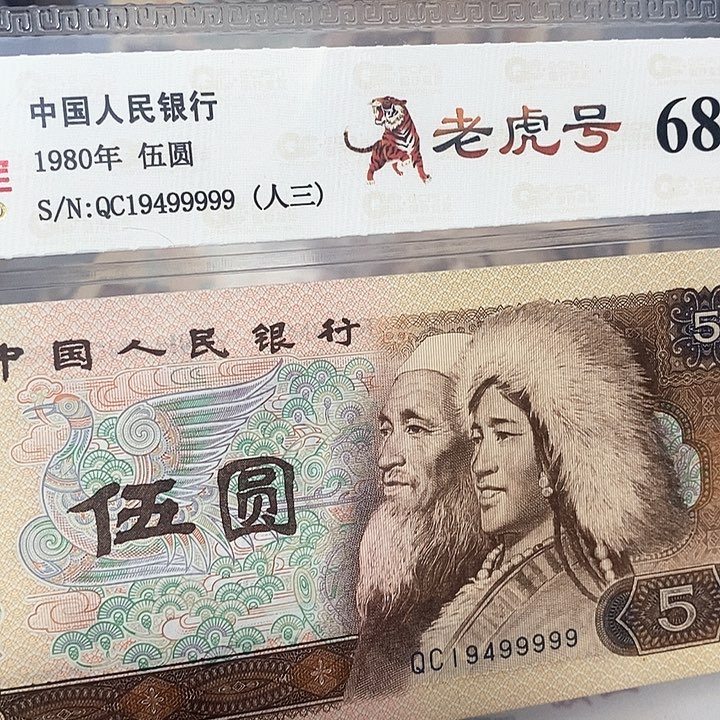 中国人民银行
1980年 伍圆
S/N:QC19499999 (人三)
老虎号 68
中国人民银行
5
伍圆
5
QC19499999